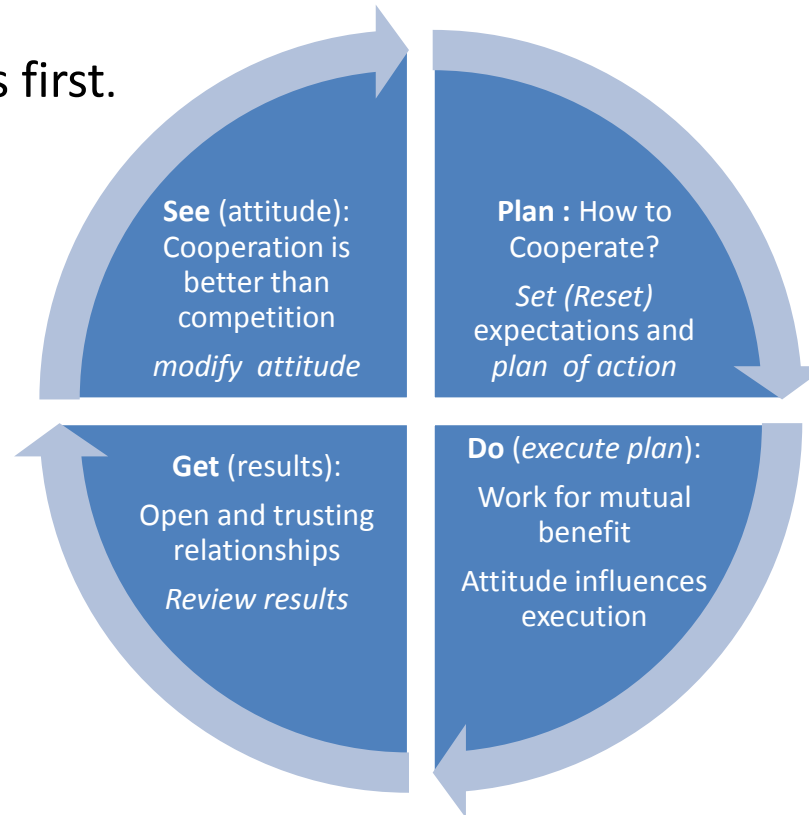 s first.
See (attitude):
Cooperation is
better than
competition
modify attitude
Plan : How to
Cooperate?
Set (Reset)
expectations and
plan of action
Get (results):
Open and trusting
relationships
Review results
Do (execute plan):
Work for mutual
benefit
Attitude influences
execution